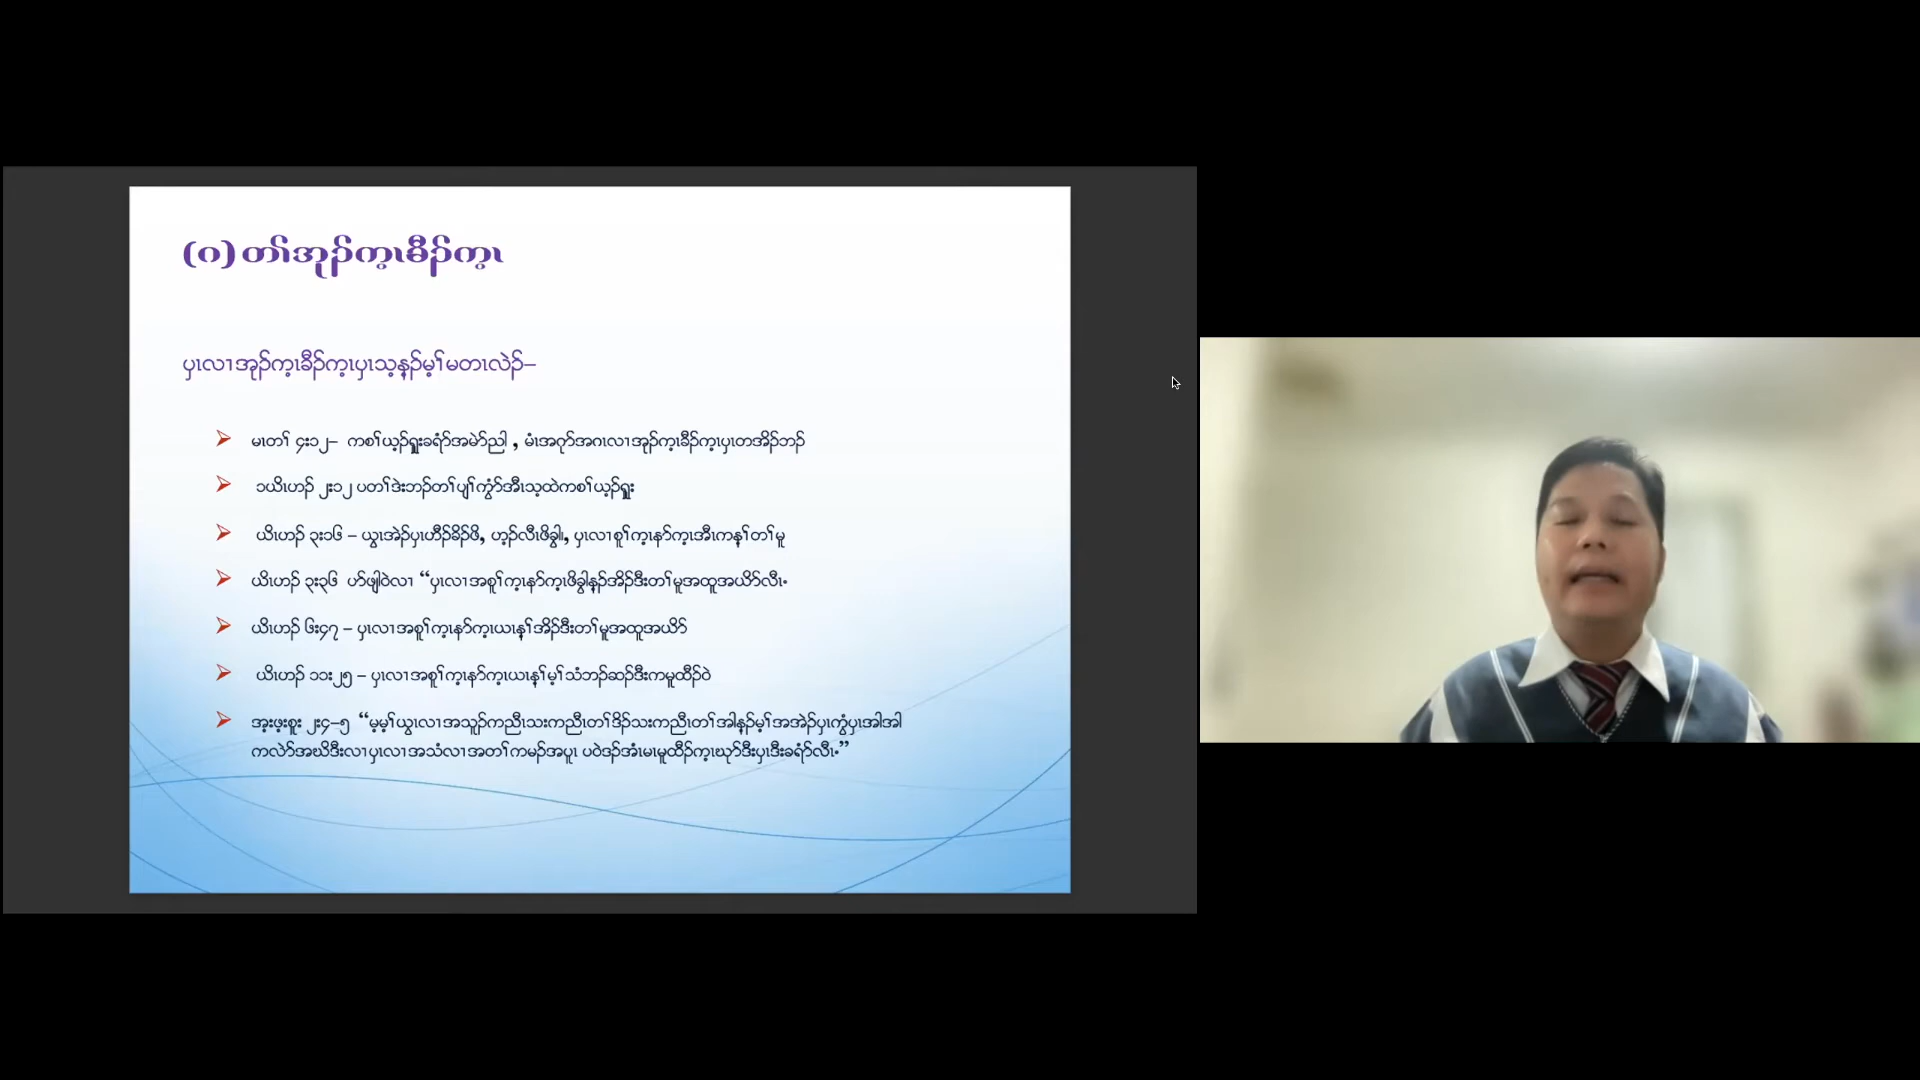 (ဂ) တၢ်အုၣ်က့ၤခီၣ်က့ၤ
ပှၤလၢအုၣ်က့ၤခီၣ်က့ၤပှၤသ့န့ၣ်မ့ၢ်မတၤလဲၣ်–
မၤတၢ် ၄း၁၂– ကစၢ်ယ့ၣ်ရှူးခရံာ်အမဲာ်ညါ , မံၤအဂုာ်အဂၤလၢအုၣ်က့ၤခီၣ်က့ၤပှၤတအိၣ်ဘၣ်
၁ယိၤဟၣ် ၂း၁၂ ပတၢ်ဒဲးဘၣ်တၢ်ပျၢ်ကွံာ်အီၤသ့ထဲကစၢ်ယ့ၣ်ရှူး
ယိၤဟၣ် ၃း၁၆ – ယွၤအဲၣ်ပှၤဟီၣ်ခိၣ်ဖိ, ဟ့ၣ်လီၤဖိခွါ, ပှၤလၢစူၢ်က့ၤနာ်က့ၤအီၤကန့ၢ်တၢ်မူ
ယိၤဟၣ် ၃း၃၆ ဟ်ဖျါဝဲလၢ “ပှၤလၢအစူၢ်က့ၤနာ်က့ၤဖိခွါန့ၣ်အိၣ်ဒီးတၢ်မူအထူအယိာ်လီၤ.
ယိၤဟၣ် ၆း၄၇ – ပှၤလၢအစူၢ်က့ၤနာ်က့ၤယၤန့ၢ်အိၣ်ဒီးတၢ်မူအထူအယိာ်
ယိၤဟၣ် ၁၁း၂၅ – ပှၤလၢအစူၢ်က့ၤနာ်က့ၤယၤန့ၢ်မ့ၢ်သံဘၣ်ဆၣ်ဒီးကမူထီၣ်ဝဲ
အ့းဖ့းစူး ၂း၄–၅ “မ့မ့ၢ်ယွၤလၢအသူၣ်ကညီၤသးကညီၤတၢ်ဒိၣ်သးကညီၤတၢ်အါန့ၣ်မ့ၢ်အအဲၣ်ပှၤကွံပှၤအါအါ
ကလဲာ်အဃိဒီးလၢပှၤလၢအသံလၢအတၢ်ကမၣ်အပူၤ ပဝဲဒၣ်အံၤမၤမူထီၣ်က့ၤဃုာ်ဒီးပှၤဒီးခရံာ်လီၤ.”